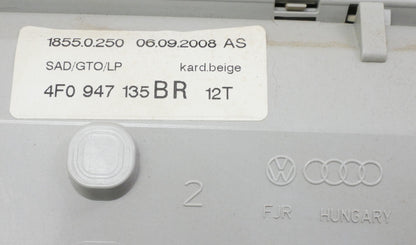 1855.0.250 06.09.2008 AS
SAD/GTO/LP kard.beige
4F0 947 135 BR 12T
2
FJR HUNGARY